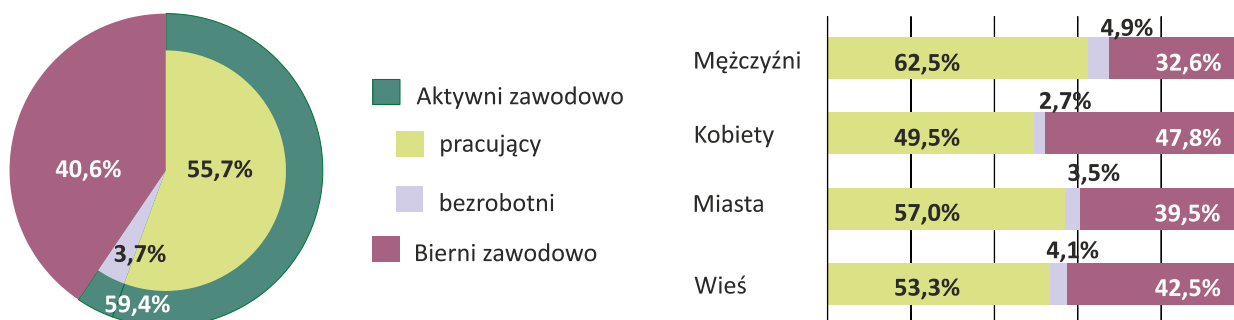 40,6%
55,7%
3,7%
59,4%
Aktywni zawodowo
pracujący
bezrobotni
Bierni zawodowo
4,9%
Mężczyźni
62,5%
32,6%
2,7%
Kobiety
49,5%
47,8%
3,5%
Miasta
57,0%
39,5%
4,1%
Wieś
53,3%
42,5%